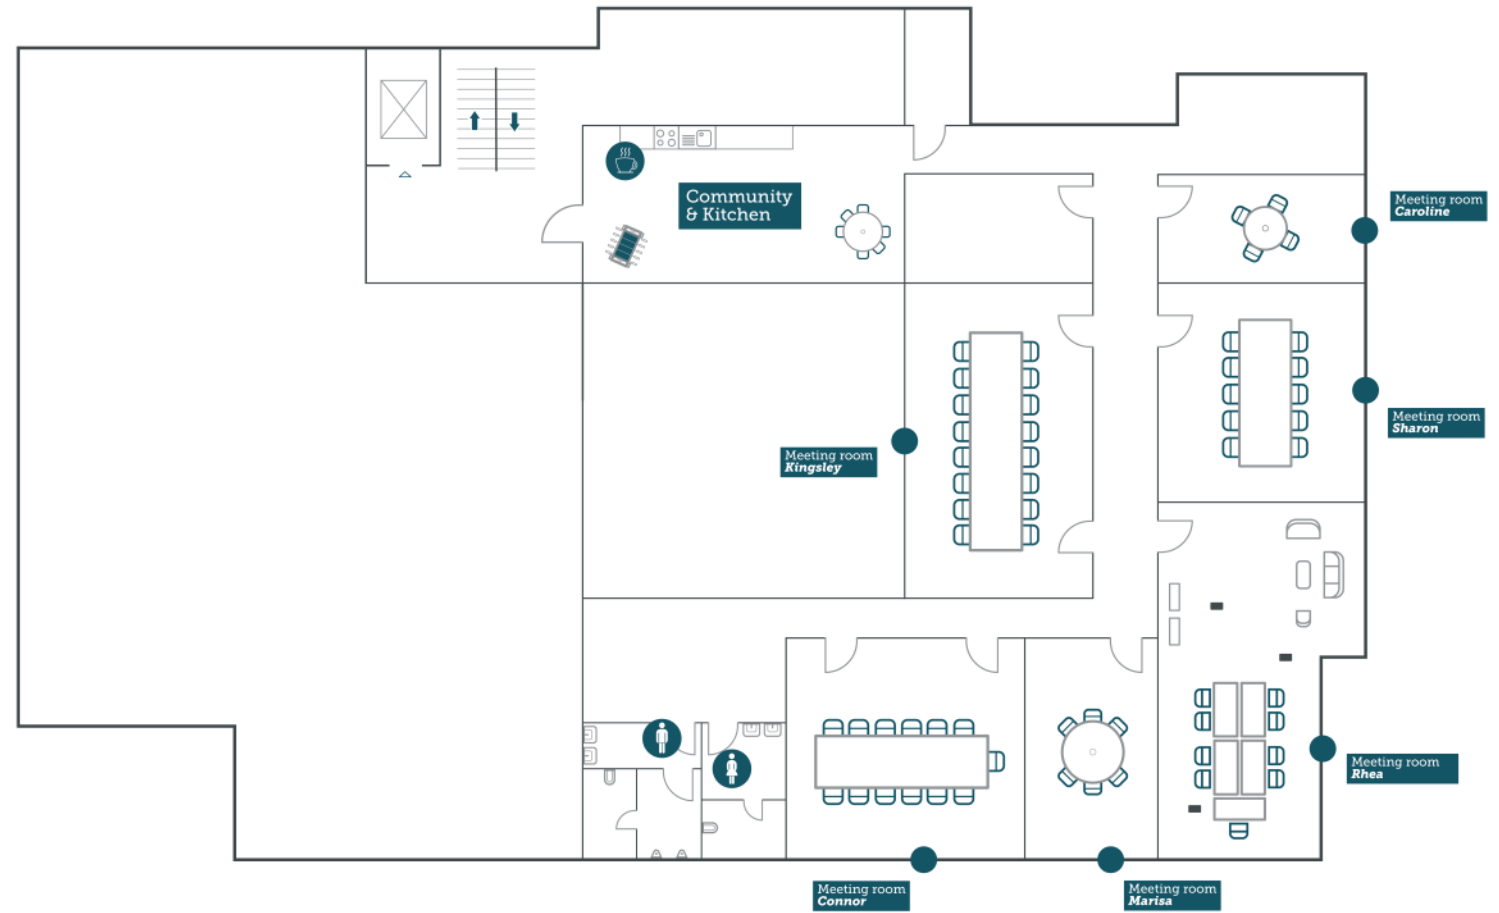 Community
& Kitchen
Meeting room
Caroline
Meeting room
Sharon
Meeting room
Kingsley
Meeting room
Rhea
Meeting room
Connor
Meeting room
Marisa